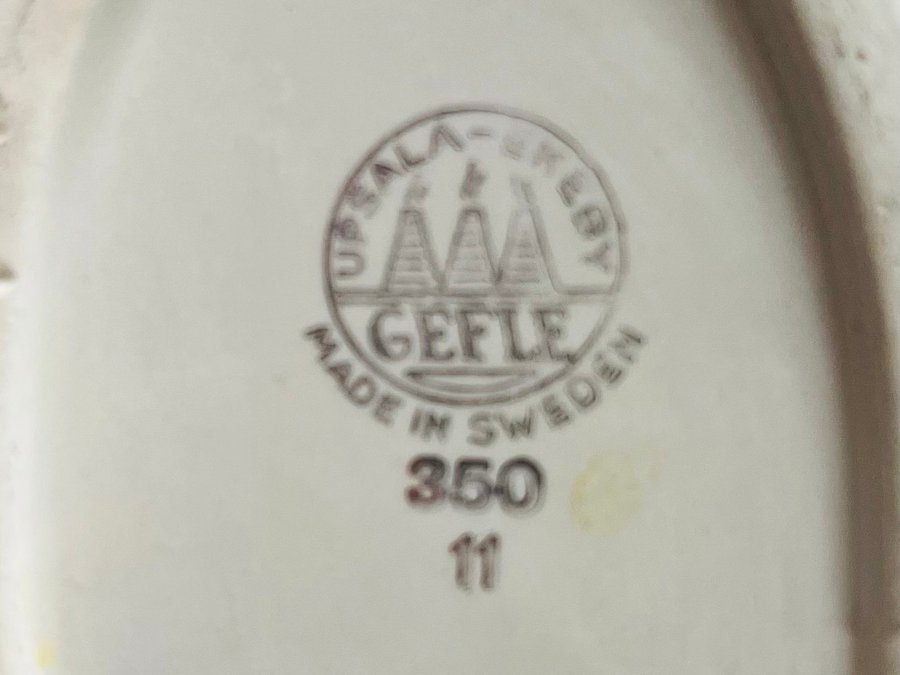 UPSALA-EKEBY
GEFLE
MADE IN SWEDEN
350
11